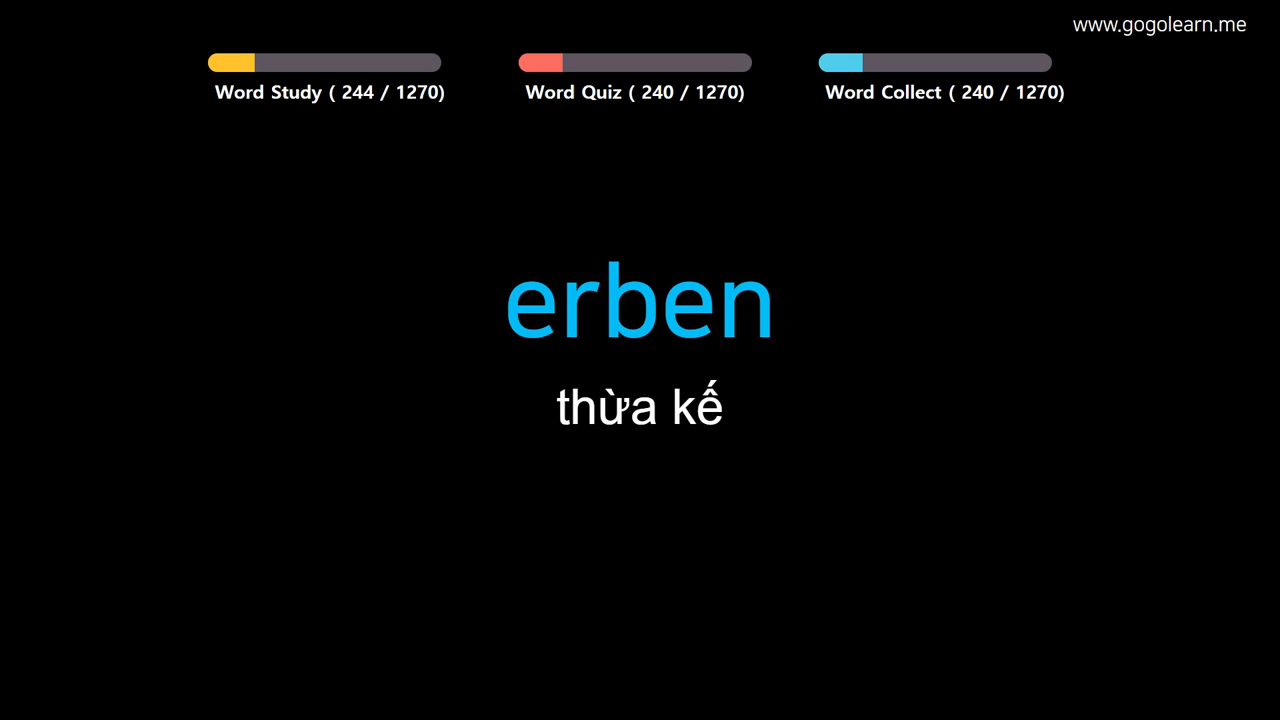 www.gogolearn.me
Word Study ( 244 / 1270)
Word Quiz ( 240 / 1270)
Word Collect ( 240 / 1270)
erben
thừa kế